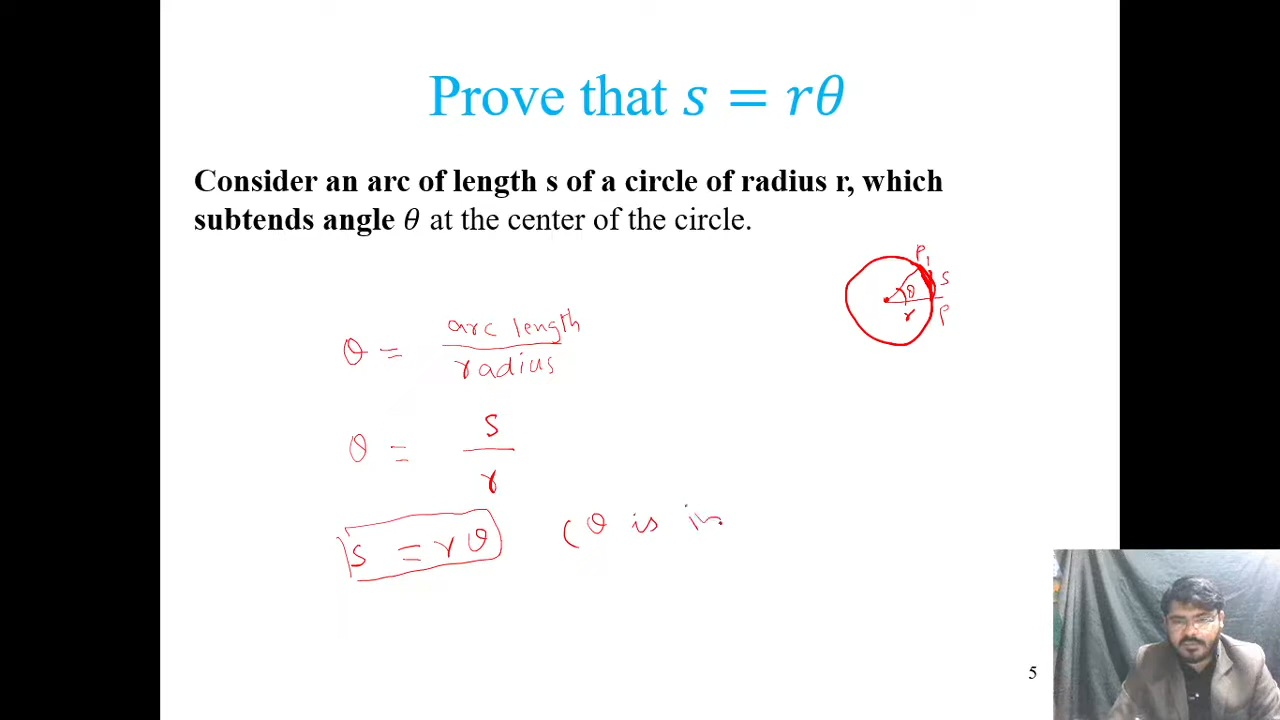 Prove that s = rθ
Consider an arc of length s of a circle of radius r, which
subtends angle θ at the center of the circle.
P1
s
θ
r
P
θ = arc length
radius
θ = s
r
s = rθ (θ is in
5